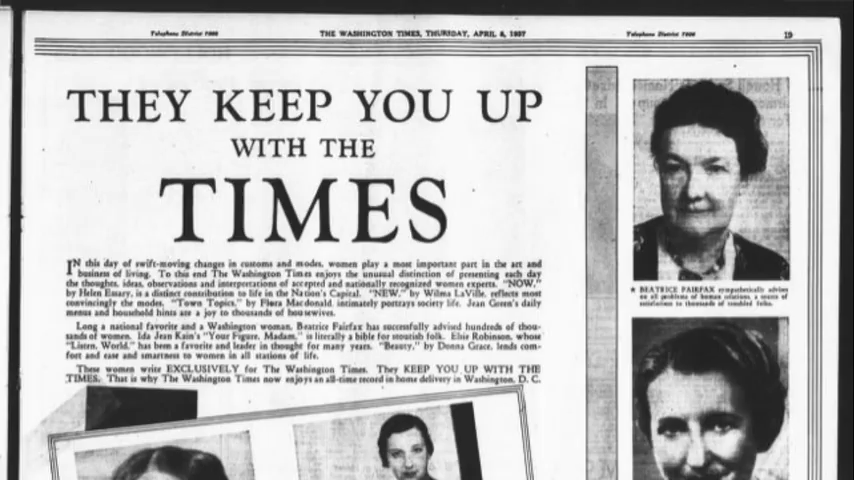 Telephone District 7000
THE WASHINGTON TIMES, THURSDAY, APRIL 8, 1937
Telephone District 7000
19
THEY KEEP YOU UP
WITH THE
TIMES
IN this day of swift-moving changes in customs and modes, women play a most important part in the art and
business of living. To this end The Washington Times enjoys the unusual distinction of presenting each day
the thoughts, ideas, observations and interpretations of accepted and nationally recognized women experts. "NOW,"
by Helen Essary, is a distinct contribution to life in the Nation's Capital. "NEW," by Wilma LaVille, reflects most
convincingly the modes. "Town Topics," by Flora Macdonald, intimately portrays society life. Jean Green's daily
menus and household hints are a joy to thousands of housewives.
Long a national favorite and a Washington woman, Beatrice Fairfax has successfully advised hundreds of thou-
sands of women. Ida Jean Kain's "Your Figure, Madam," is literally a bible for stoutish folk. Elsie Robinson, whose
"Listen, World," has been a favorite and leader in thought for many years. "Beauty," by Donna Grace, lends com-
fort and ease and smartness to women in all stations of life.
These women write EXCLUSIVELY for The Washington Times. They KEEP YOU UP WITH THE
TIMES. That is why The Washington Times now enjoys an all-time record in home delivery in Washington, D. C.
★ BEATRICE FAIRFAX sympathetically advises
on all problems of human relations, a source of
satisfaction to thousands of troubled folks.